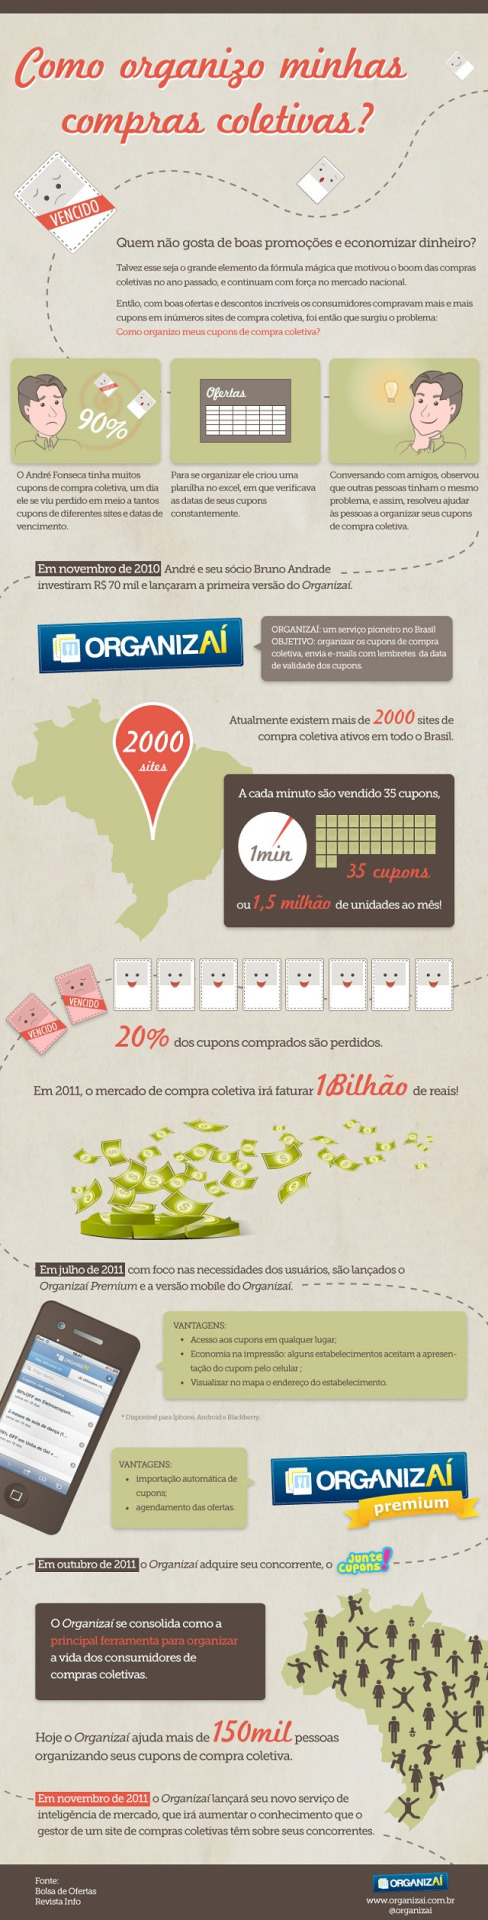 Como organizo minhas
compras coletivas?
VENCIDO
Quem não gosta de boas promoções e economizar dinheiro?
Talvez esse seja o grande elemento da fórmula mágica que motivou o boom das compras
coletivas no ano passado, e continuam com força no mercado nacional.
Então, com boas ofertas e descontos incríveis os consumidores compravam mais e mais
cupons em inúmeros sites de compra coletiva, foi então que surgiu o problema:
Como organizo meus cupons de compra coletiva?
90%
Ofertas
O André Fonseca tinha muitos
cupons de compra coletiva, um dia
ele se viu perdido em meio a tantos
cupons de diferentes sites e datas de
vencimento.
Para se organizar ele criou uma
planilha no excel, em que verificava
as datas de seus cupons
constantemente.
Conversando com amigos, observou
que outras pessoas tinham o mesmo
problema, e assim, resolveu ajudar
às pessoas a organizar seus cupons
de compra coletiva.
Em novembro de 2010 André e seu sócio Bruno Andrade
investiram R$ 70 mil e lançaram a primeira versão do Organizaí.
ORGANIZAÍ
ORGANIZAÍ: um serviço pioneiro no Brasil
OBJETIVO: organizar os cupons de compra
coletiva, envia e-mails com lembretes da data
de validade dos cupons.
2000
sites
Atualmente existem mais de 2000 sites de
compra coletiva ativos em todo o Brasil.
A cada minuto são vendido 35 cupons,
1min
35 cupons
ou 1,5 milhão de unidades ao mês!
VENCIDO
VENCIDO
20% dos cupons comprados são perdidos.
Em 2011, o mercado de compra coletiva irá faturar 1Bilhão de reais!
Em julho de 2011 com foco nas necessidades dos usuários, são lançados o
Organizaí Premium e a versão mobile do Organizaí.
ORGANIZAÍ
VANTAGENS:
• Acesso aos cupons em qualquer lugar;
• Economia na impressão: alguns estabelecimentos aceitam a apresen-
tação do cupom pelo celular ;
• Visualizar no mapa o endereço do estabelecimento.
* Disponível para Iphone, Android e Blackberry.
VANTAGENS:
• importação automática de
cupons;
• agendamento das ofertas.
ORGANIZAÍ
premium
Em outubro de 2011 o Organizaí adquire seu concorrente, o Junte Cupons!
O Organizaí se consolida como a
principal ferramenta para organizar
a vida dos consumidores de
compras coletivas.
Hoje o Organizaí ajuda mais de 150mil pessoas
organizando seus cupons de compra coletiva.
Em novembro de 2011 o Organizaí lançará seu novo serviço de
inteligência de mercado, que irá aumentar o conhecimento que o
gestor de um site de compras coletivas têm sobre seus concorrentes.
Fonte:
Bolsa de Ofertas
Revista Info
ORGANIZAÍ
www.organizai.com.br
@organizai